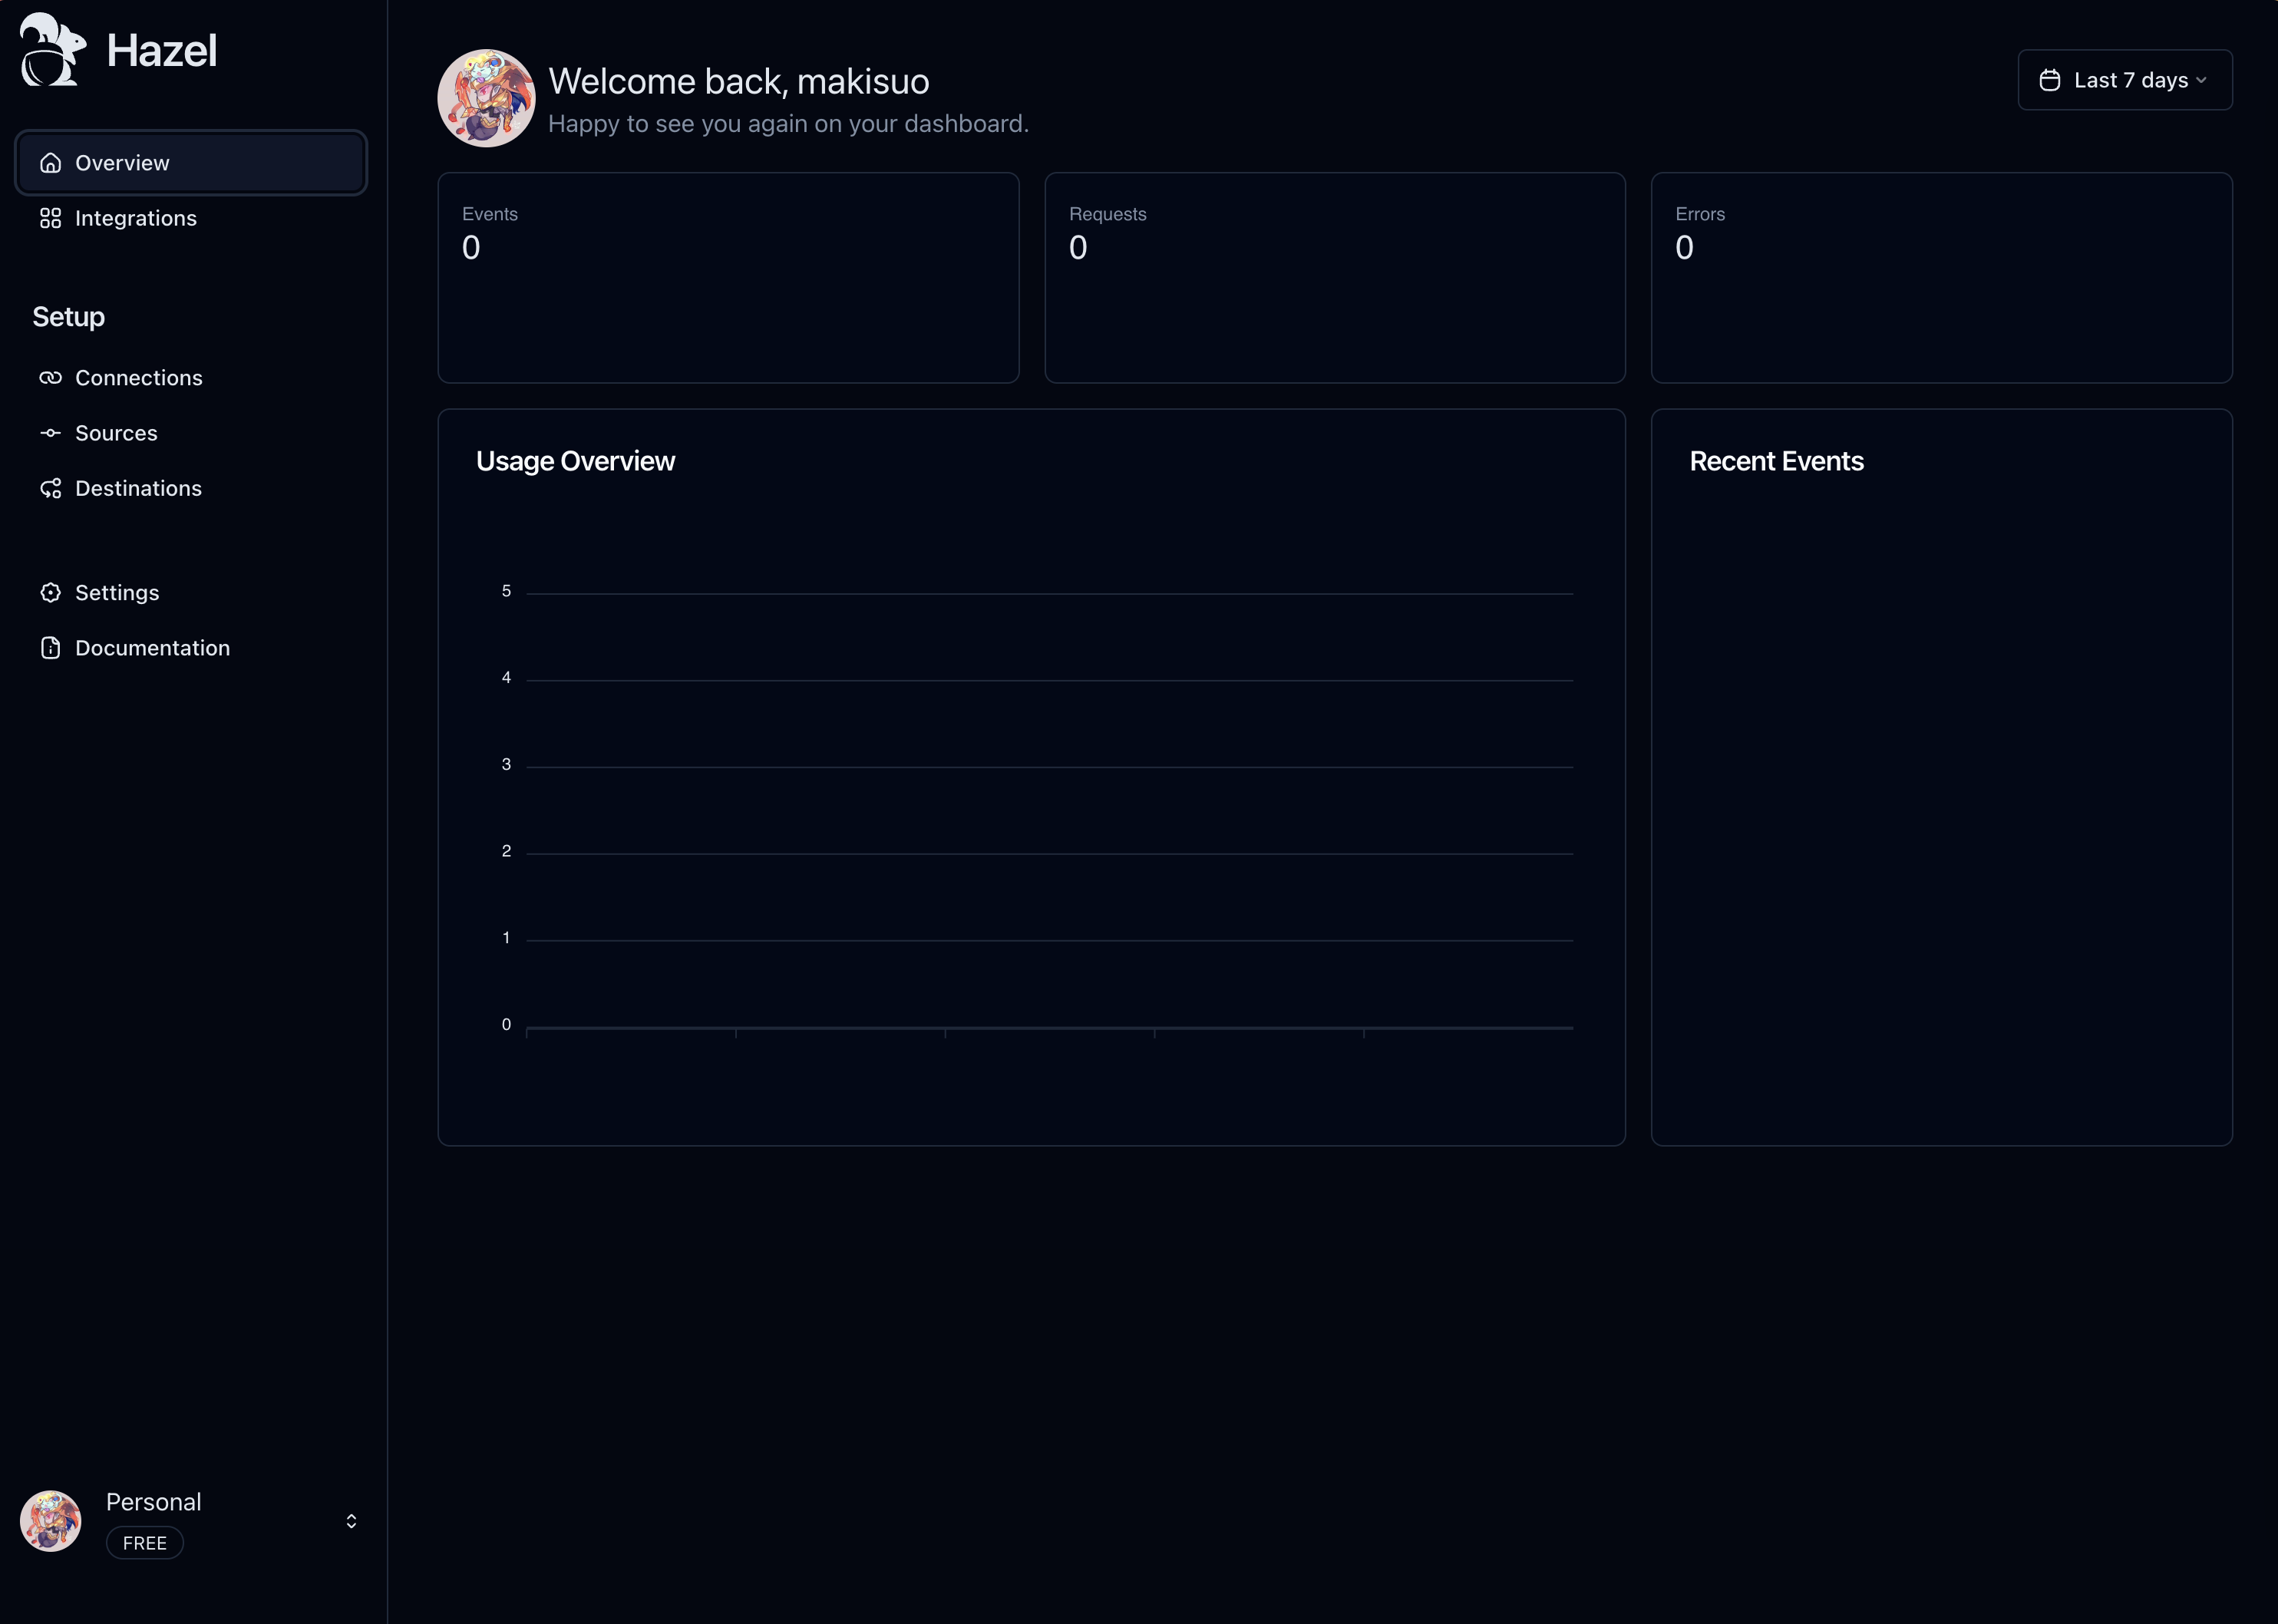 Hazel
Overview
Integrations
Setup
Connections
Sources
Destinations
Settings
Documentation
Personal
FREE
Welcome back, makisuo
Happy to see you again on your dashboard.
Last 7 days
Events
0
Requests
0
Errors
0
Usage Overview
5
4
3
2
1
0
Recent Events